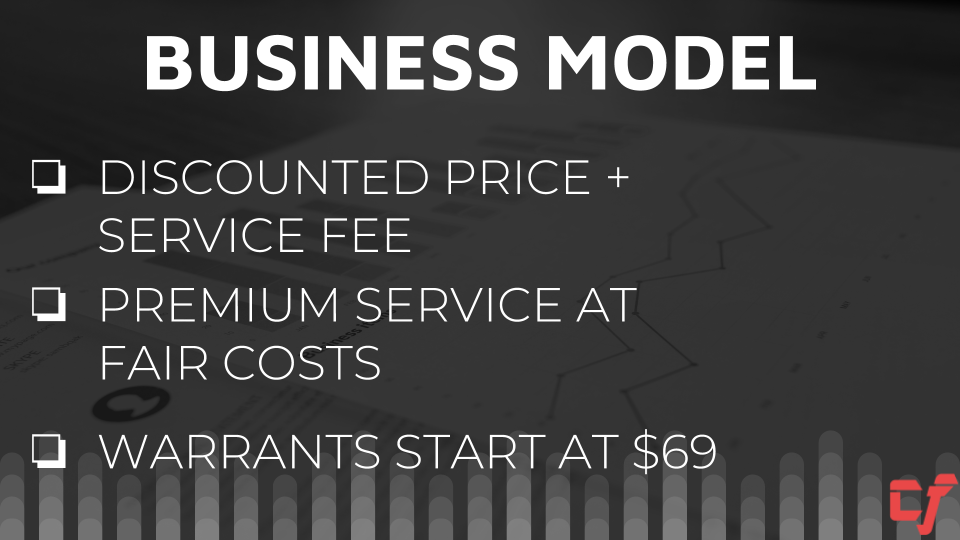 BUSINESS MODEL
❏ DISCOUNTED PRICE +
SERVICE FEE
❏ PREMIUM SERVICE AT
FAIR COSTS
❏ WARRANTS START AT $69